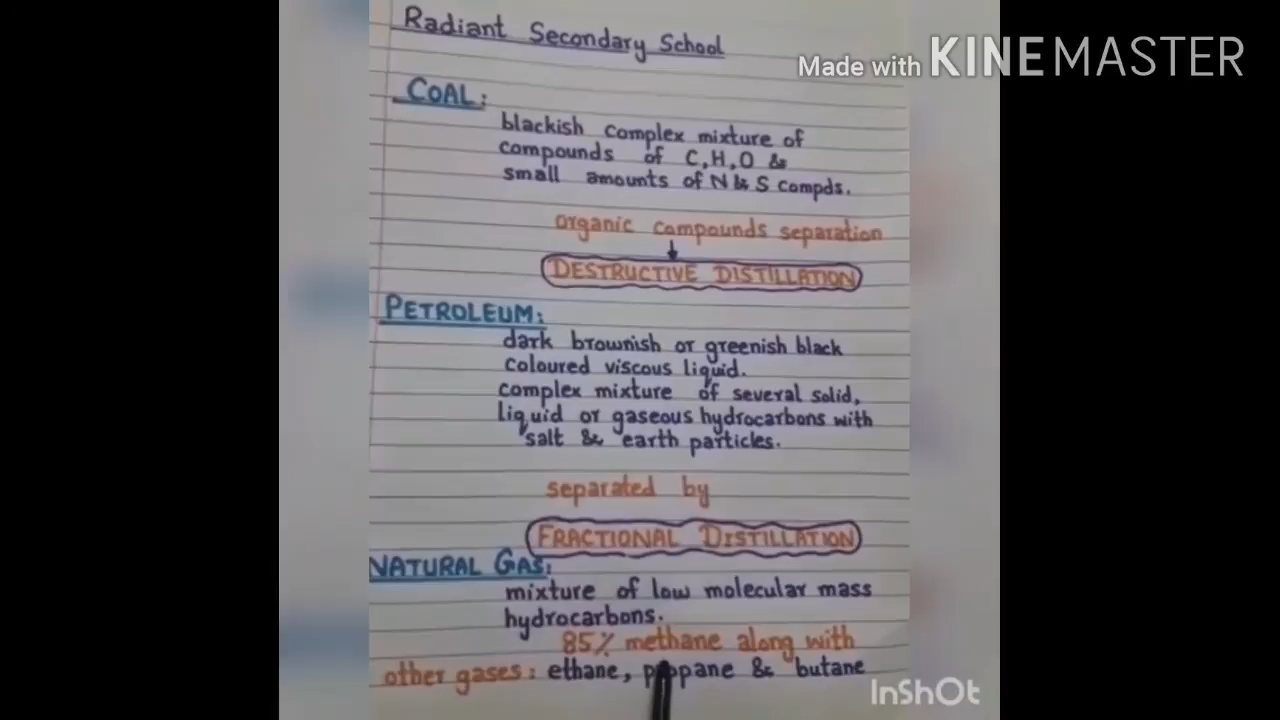 Radiant Secondary School
Made with KINEMASTER
COAL:
blackish complex mixture of
compounds of C,H,O &
small amounts of N & S compds.
organic compounds separation
DESTRUCTIVE DISTILLATION
PETROLEUM:
dark brownish or greenish black
coloured viscous liquid.
complex mixture of several solid,
liquid or gaseous hydrocarbons with
salt & earth particles.
separated by
FRACTIONAL DISTILLATION
NATURAL GAS:
mixture of low molecular mass
hydrocarbons.
85% methane along with
other gases: ethane, propane & butane
InShOt